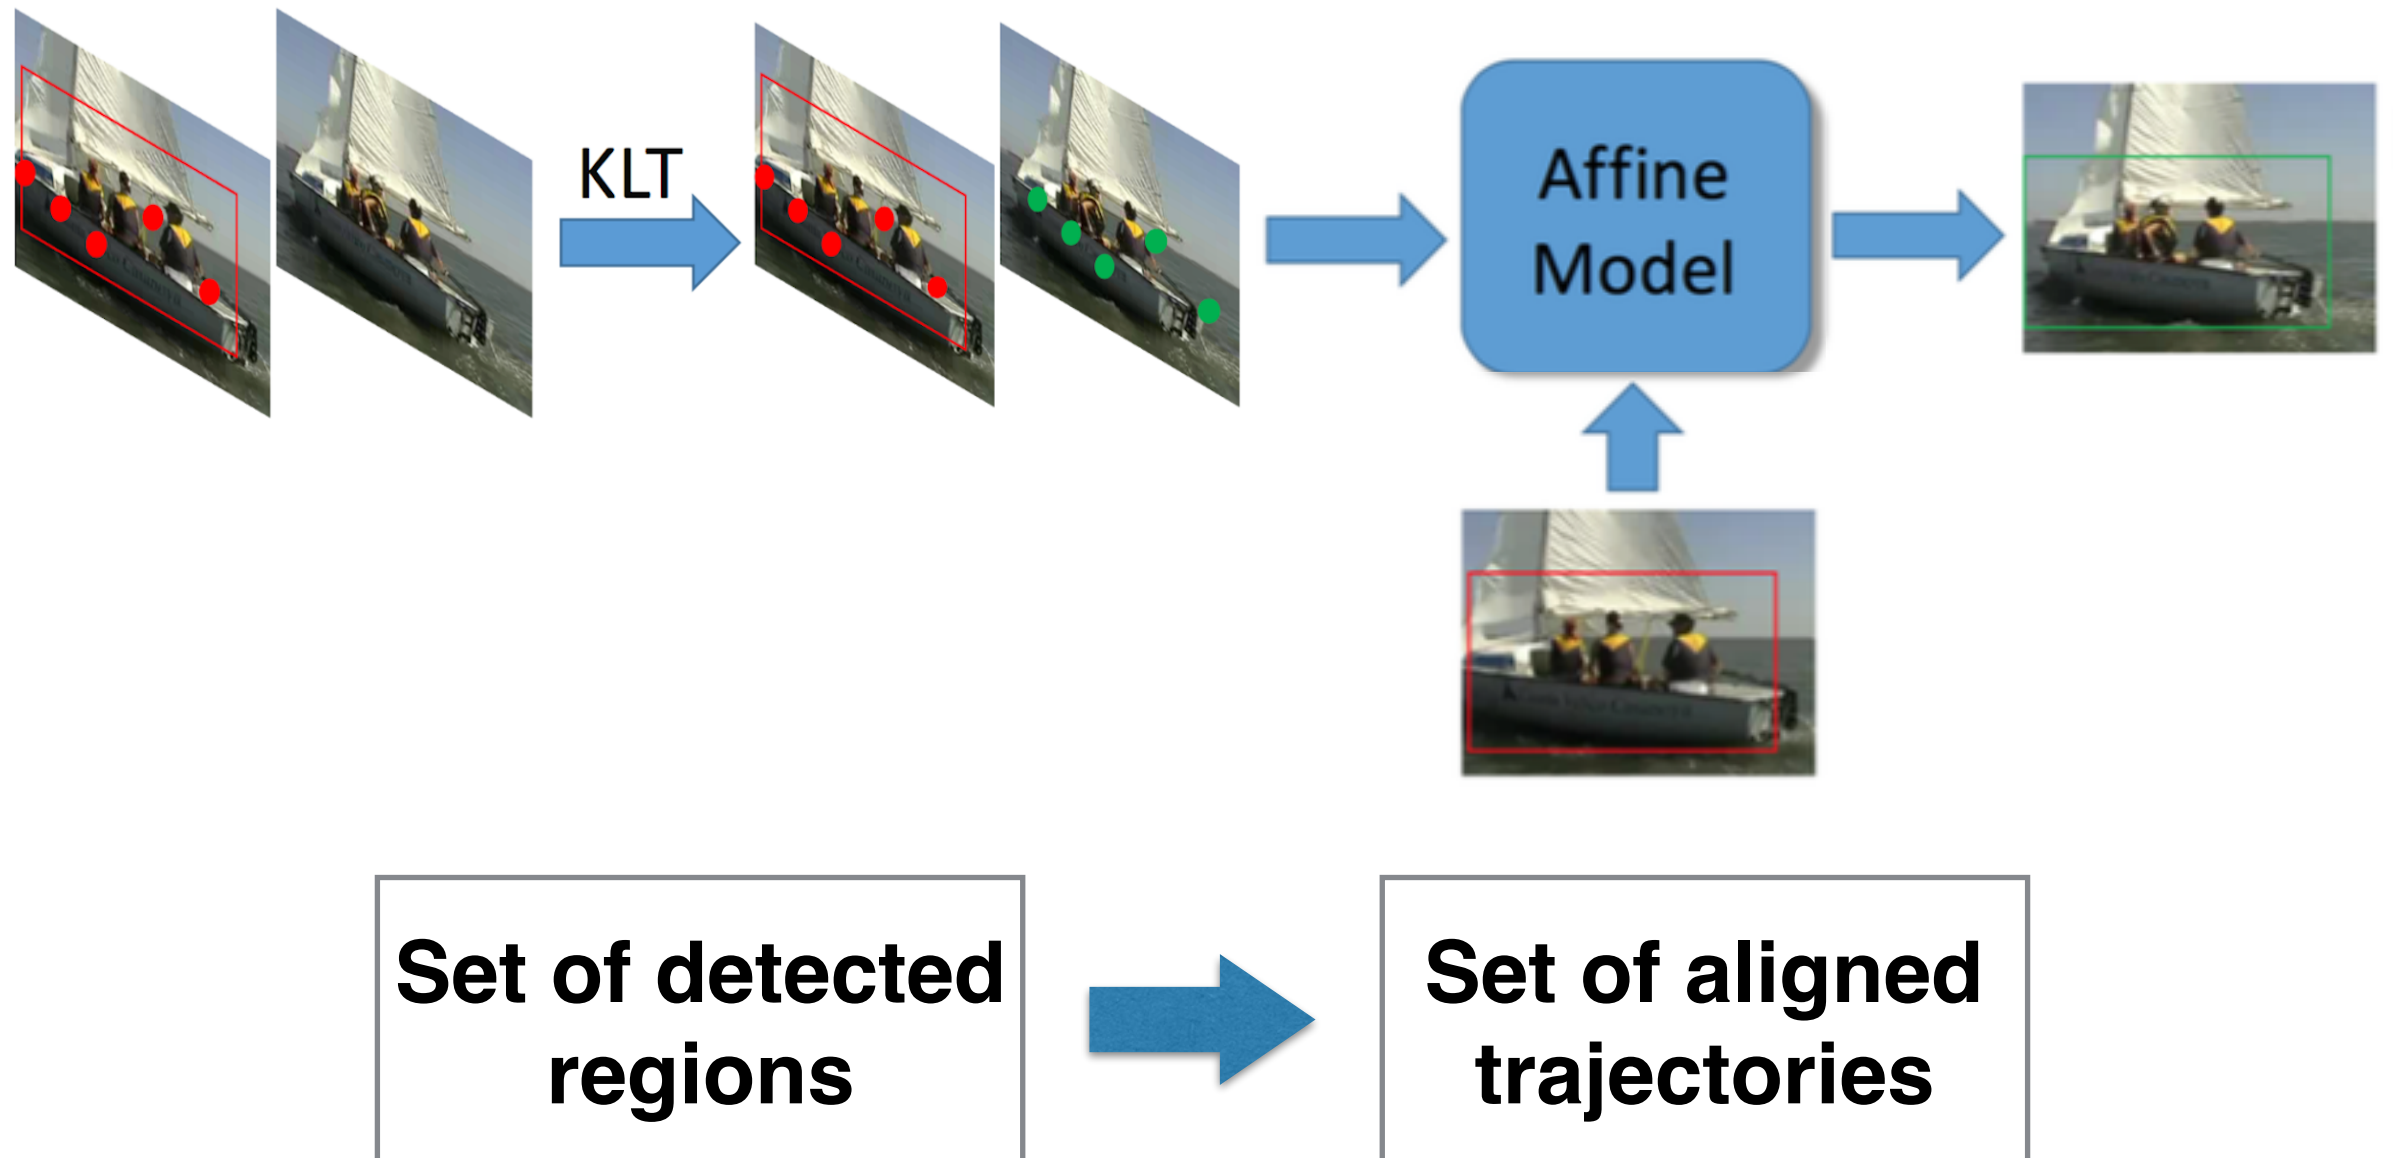 KLT
Affine
Model
Set of detected
regions
Set of aligned
trajectories